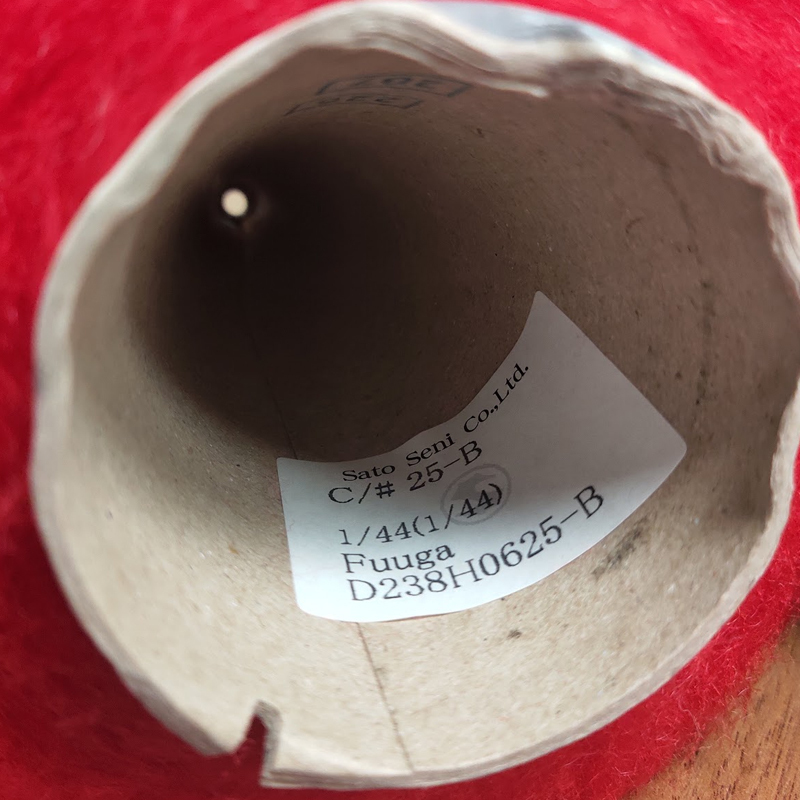 Sato Seni Co.,Ltd.
C/# 25-B
1/44(1/44)
Fuuga
D238H0625-B